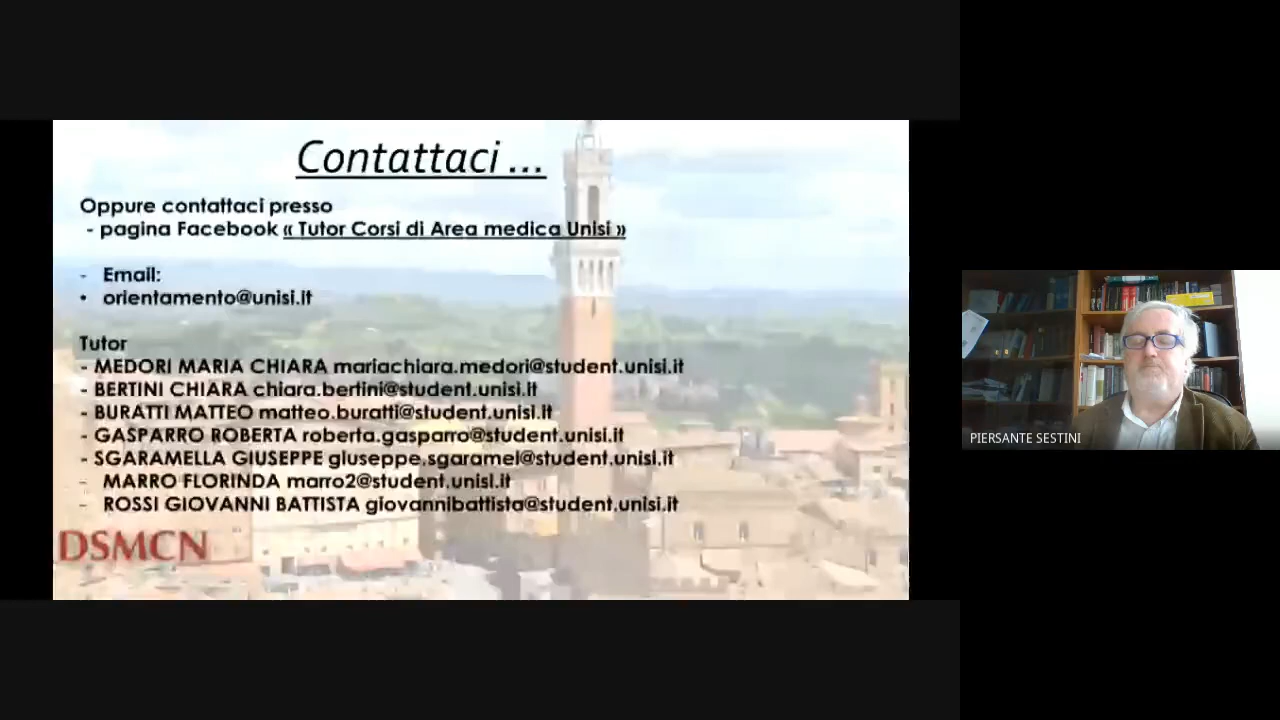 Contattaci ...
Oppure contattaci presso
- pagina Facebook « Tutor Corsi di Area medica Unisi »
- Email:
• orientamento@unisi.it
Tutor
- MEDORI MARIA CHIARA mariachiara.medori@student.unisi.it
- BERTINI CHIARA chiara.bertini@student.unisi.it
- BURATTI MATTEO matteo.buratti@student.unisi.it
- GASPARRO ROBERTA roberta.gasparro@student.unisi.it
- SGARAMELLA GIUSEPPE giuseppe.sgaramel@student.unisi.it
- MARRO FLORINDA marro2@student.unisi.it
- ROSSI GIOVANNI BATTISTA giovannibattista@student.unisi.it
DSMCN
PIERSANTE SESTINI